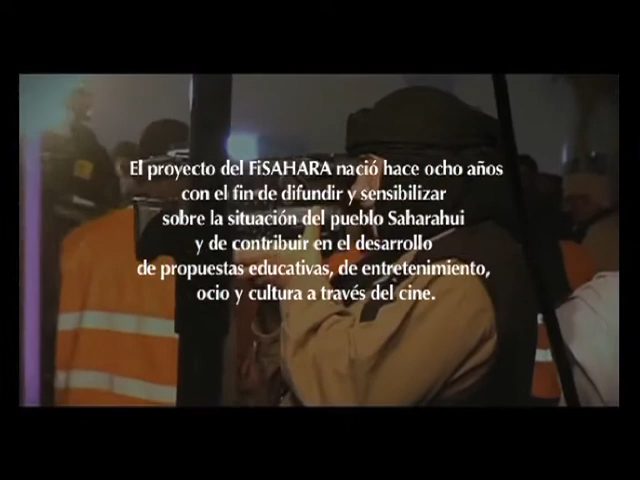 El proyecto del FiSAHARA nació hace ocho años
con el fin de difundir y sensibilizar
sobre la situación del pueblo Saharahui
y de contribuir en el desarrollo
de propuestas educativas, de entretenimiento,
ocio y cultura a través del cine.